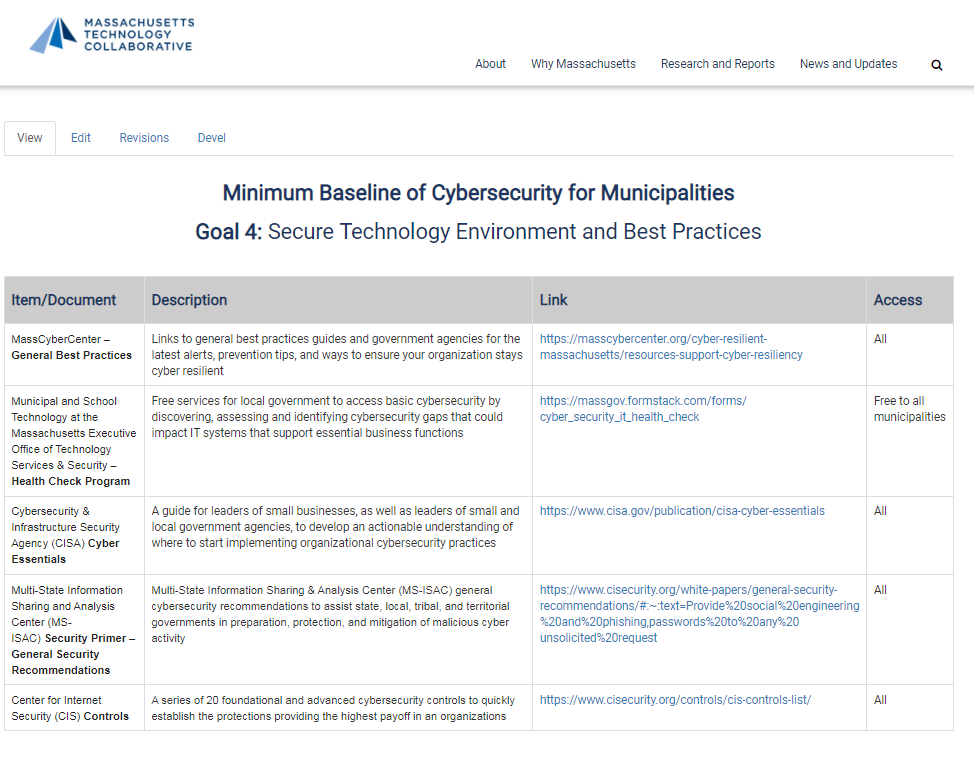 MASSACHUSETTS
TECHNOLOGY
COLLABORATIVE
About Why Massachusetts Research and Reports News and Updates
View Edit Revisions Devel
Minimum Baseline of Cybersecurity for Municipalities
Goal 4: Secure Technology Environment and Best Practices
Item/Document Description Link Access
MassCyberCenter –
General Best Practices
Links to general best practices guides and government agencies for the
latest alerts, prevention tips, and ways to ensure your organization stays
cyber resilient
https://masscybercenter.org/cyber-resilient-
massachusetts/resources-support-cyber-resiliency
All
Municipal and School
Technology at the
Massachusetts Executive
Office of Technology
Services & Security –
Health Check Program
Free services for local government to access basic cybersecurity by
discovering, assessing and identifying cybersecurity gaps that could
impact IT systems that support essential business functions
https://massgov.formstack.com/forms/
cyber_security_it_health_check
Free to all
municipalities
Cybersecurity &
Infrastructure Security
Agency (CISA) Cyber
Essentials
A guide for leaders of small businesses, as well as leaders of small and
local government agencies, to develop an actionable understanding of
where to start implementing organizational cybersecurity practices
https://www.cisa.gov/publication/cisa-cyber-essentials
All
Multi-State Information
Sharing and Analysis
Center (MS-
ISAC) Security Primer –
General Security
Recommendations
Multi-State Information Sharing & Analysis Center (MS-ISAC) general
cybersecurity recommendations to assist state, local, tribal, and territorial
governments in preparation, protection, and mitigation of malicious cyber
activity
https://www.cisecurity.org/white-papers/general-security-
recommendations/#:~:text=Provide%20social%20engineering
%20and%20phishing,passwords%20to%20any%20
unsolicited%20request
All
Center for Internet
Security (CIS) Controls
A series of 20 foundational and advanced cybersecurity controls to quickly
establish the protections providing the highest payoff in an organizations
https://www.cisecurity.org/controls/cis-controls-list/
All